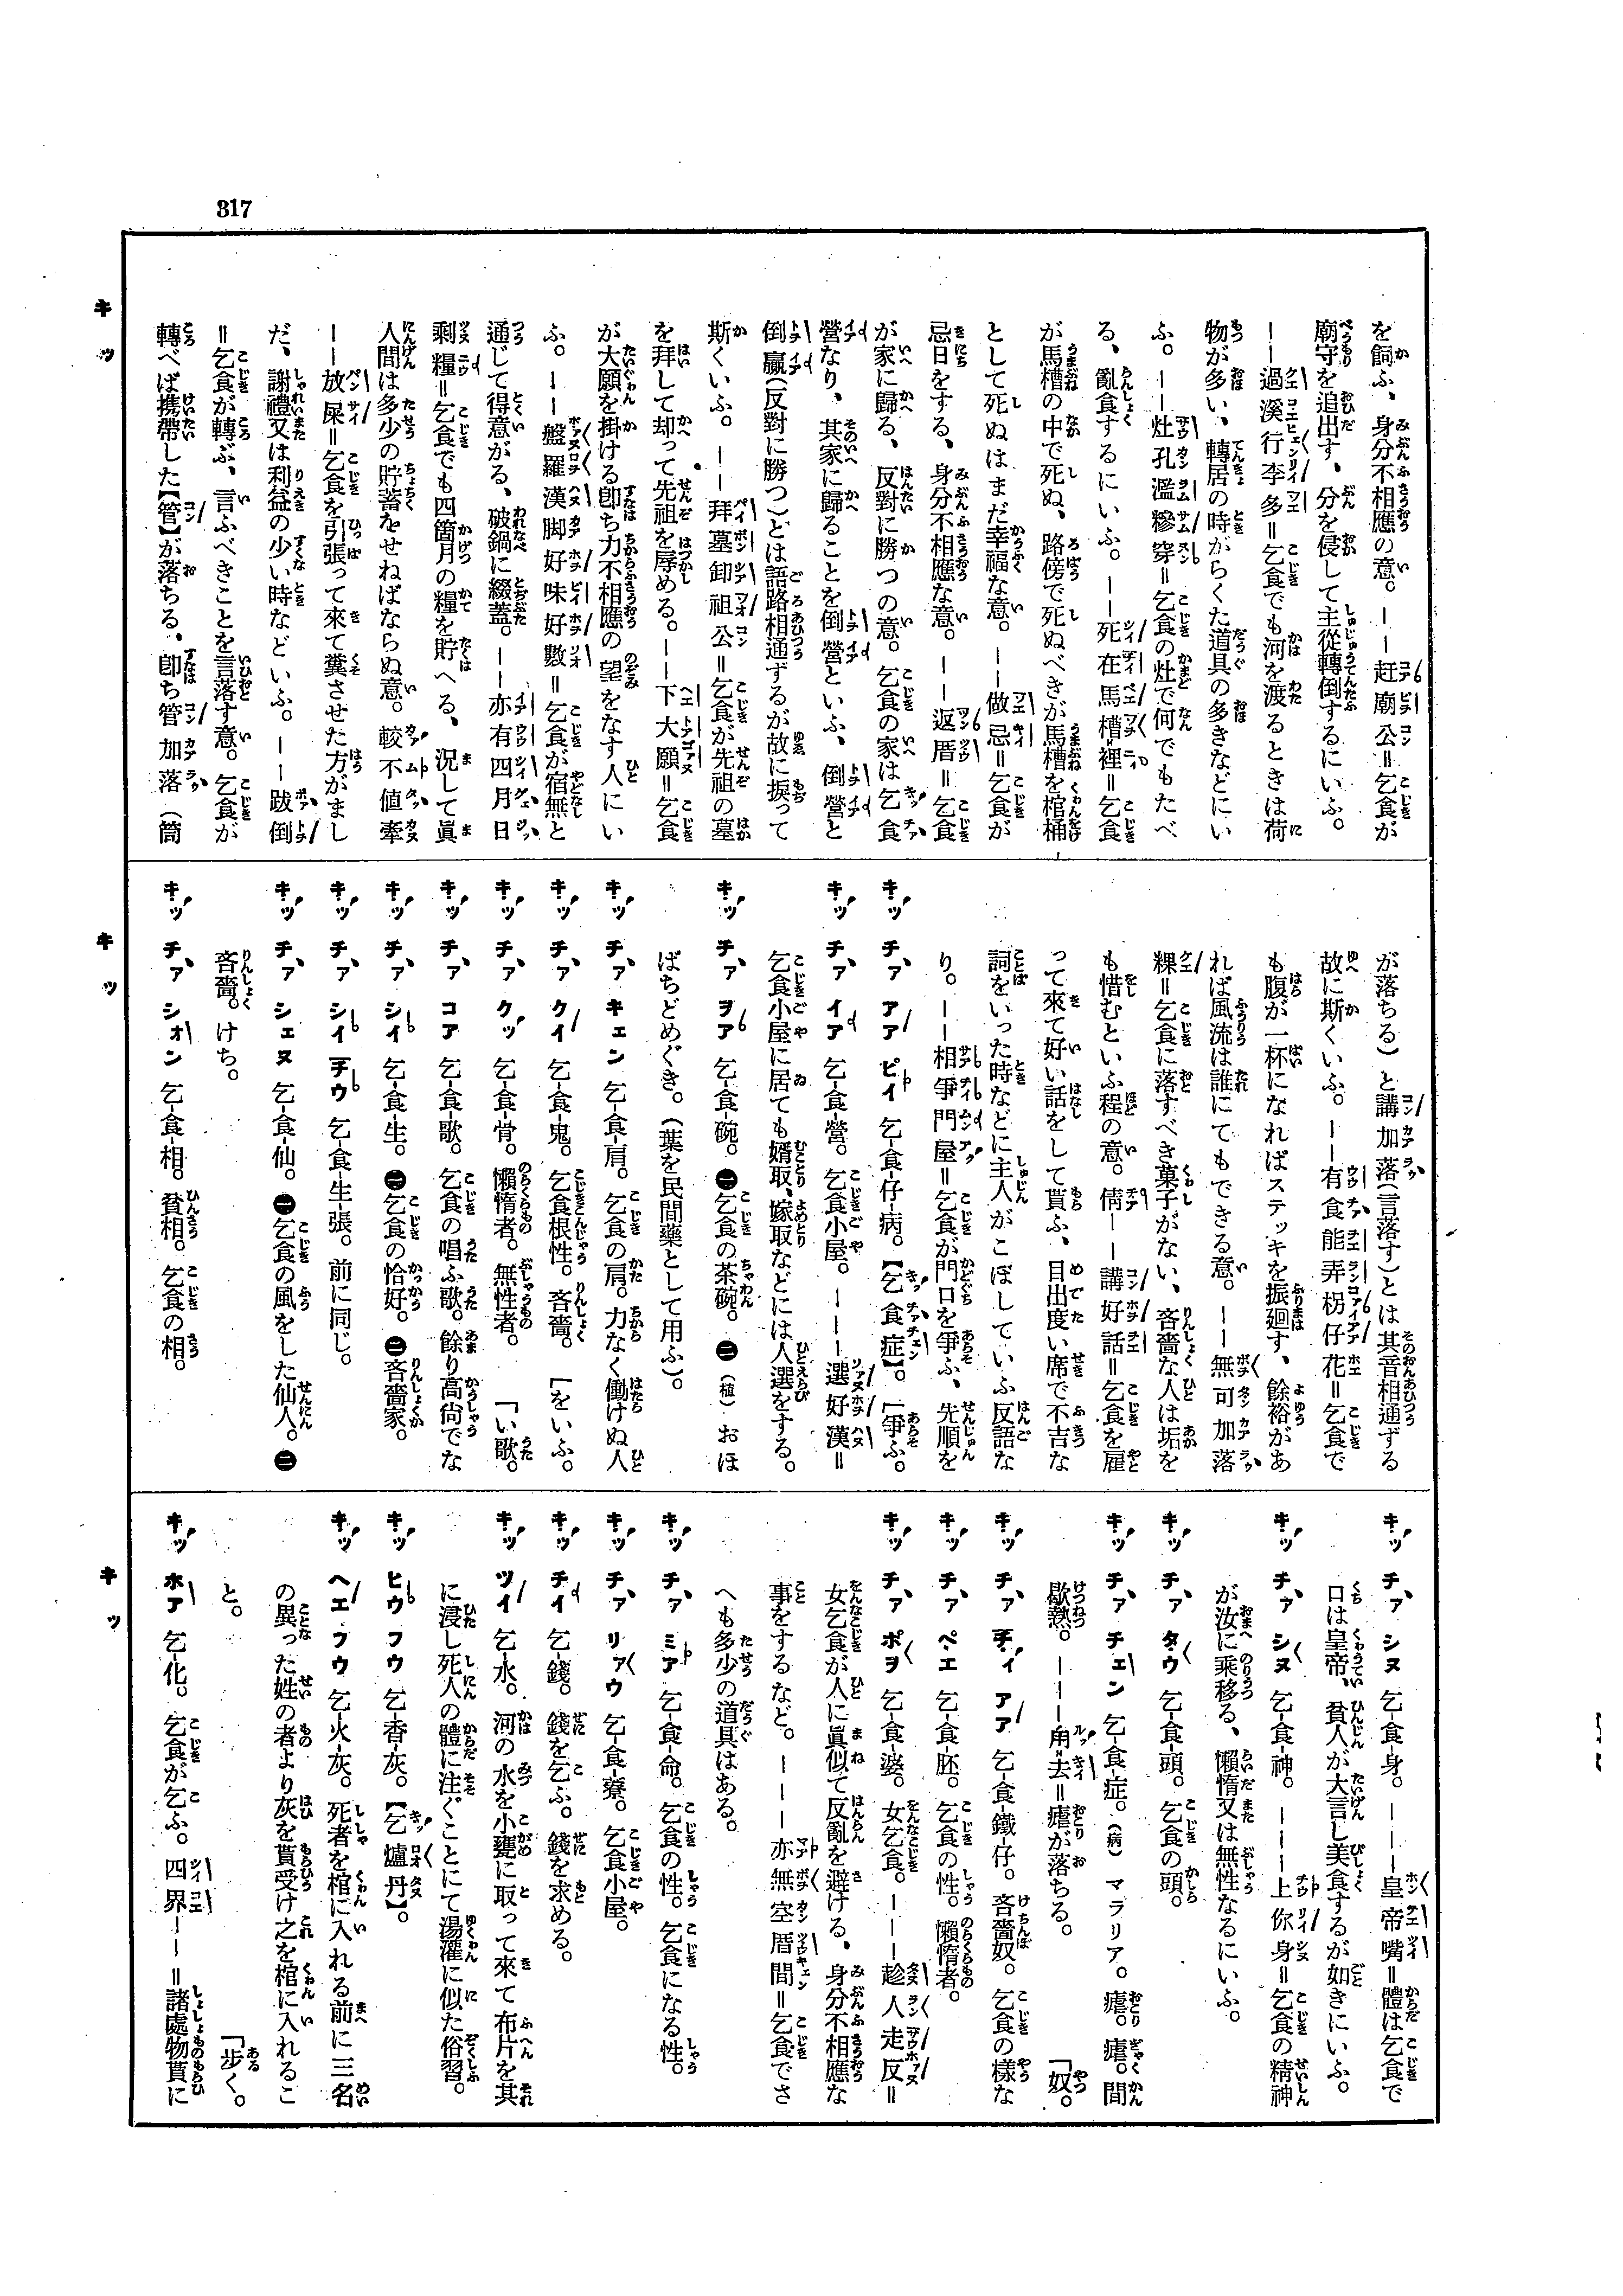 317
キッ
を飼ふ、身分不相應の意。——赶廟公＝乞食が
廟守を追出す、分を侵して主從轉倒するにいふ。
——過溪行李多＝乞食でも河を渡るときは荷
物が多い、轉居の時がらくた道具の多きなどにい
ふ。——灶孔濫糝穿＝乞食の灶で何でもたべ
る、亂食するにいふ。——死在馬槽裡＝乞食
が馬槽の中で死ぬ、路傍で死ぬべきが馬槽を棺桶
として死ぬはまだ幸福な意。——做忌＝乞食が
忌日をする、身分不相應な意。——返厝＝乞食
が家に歸る、反對に勝つの意。乞食の家は乞食
營なり、其家に歸ることを倒營といふ、倒營と
倒贏(反對に勝つ)とは語路相通ずるが故に捩って
斯くいふ。——拜墓卸祖公＝乞食が先祖の墓
を拜して却って先祖を辱める。——下大願＝乞食
が大願を掛ける卽ち力不相應の望をなす人にい
ふ。——盤羅漢脚好味好數＝乞食が宿無と
通じて得意がる、破鍋に綴蓋。——亦有四月日
剩糧＝乞食でも四箇月の糧を貯へる、況して眞
人間は多少の貯蓄をせねばならぬ意。較不値牽
——放屎＝乞食を引張って來て糞させた方がまし
だ、謝禮又は利益の少い時などといふ。——跋倒
＝乞食が轉ぶ、言ふべきことを言落す意。乞食が
轉べば携帶した【管】が落ちる、卽ち管加落(筒
キッ
が落ちる)と講加落(言落す)とは其音相通ずる
故に斯くいふ。——有食能弄枴仔花＝乞食で
も腹が一杯になればステッキを振廻す、餘裕があ
れば風流は誰にてもできる意。——無可加落
粿＝乞食に落すべき菓子がない、吝嗇な人は垢を
も惜むといふ程の意。倩——講好話＝乞食を雇
って來て好い話をして貰ふ、目出度い席で不吉な
詞をいった時などに主人がこぼしていふ反語な
り。——相爭門屋＝乞食が門口を爭ふ、先順を
キッ チァ アア ピイ 乞-食-仔-病。【乞食症】。「爭ふ。
キッ チァ イア 乞-食-營。乞食小屋。———選好漢＝
乞食小屋に居ても婿取、嫁取などには人選をする。
キッ チァ ヲア 乞-食-碗。㊀乞食の茶碗。㊁(植)おほ
ばちどめぐき。(葉を民間藥として用ふ)。
キッ チァ キェン 乞-食-肩。乞食の肩。力なく働けぬ人
キッ チァ クイ 乞-食-鬼。乞食根性。吝嗇。「をいふ。
キッ チァ クッ 乞-食-骨。懶惰者。無性者。「い歌。
キッ チァ コア 乞-食-歌。乞食の唱ふ歌。餘り高尙でな
キッ チァ シイ 乞-食-生。㊀乞食の恰好。㊁吝嗇家。
キッ チァ シイ チウ 乞-食-生-張。前に同じ。
キッ チァ シェヌ 乞-食-仙。㊀乞食の風をした仙人。㊁
吝嗇。けち。
キッ チァ シオン 乞-食-相。貧相。乞食の相。
キッ
キッ チァ シヌ 乞-食-身。———皇帝嘴＝體は乞食で
口は皇帝、貧人が大言し美食するが如きにいふ。
キッ チァ シヌ 乞-食-神。———上你身＝乞食の精神
が汝に乘移る、懶惰又は無性なるにいふ。
キッ チァ タウ 乞-食-頭。乞食の頭。
キッ チァ チェン 乞-食-症。(病)マラリア。瘧。瘧。間
歇熱。———角去＝瘧が落ちる。「奴。
キッ チァ チィ アア 乞-食-鐵-仔。吝嗇奴。乞食の樣な
キッ チァ ペエ 乞-食-胚。乞食の性。懶惰者。
キッ チァ ポヲ 乞-食-婆。女乞食。———趁人走反＝
女乞食が人に眞似て反亂を避ける、身分不相應な
事をするなど。———亦無空厝間＝乞食でさ
へも多少の道具はある。
キッ チァ ミア 乞-食-命。乞食の性。乞食になる性。
キッ チァ リァウ 乞-食-寮。乞食小屋。
キッ チイ 乞-錢。錢を乞ふ。錢を求める。
キッ ツイ 乞-水。河の水を小甕に取って來て布片を其
に浸し死人の體に注ぐことにて湯灌に似た俗習。
キッ ヒウ フウ 乞-香-灰。【乞爐丹】。
キッ ヘエ フウ 乞-火-灰。死者を棺に入れる前に三名
の異った姓の者より灰を貰受け之を棺に入れるこ
と。「步く。
キッ ホア 乞-化。乞食が乞ふ。四界———＝諸處物貰に